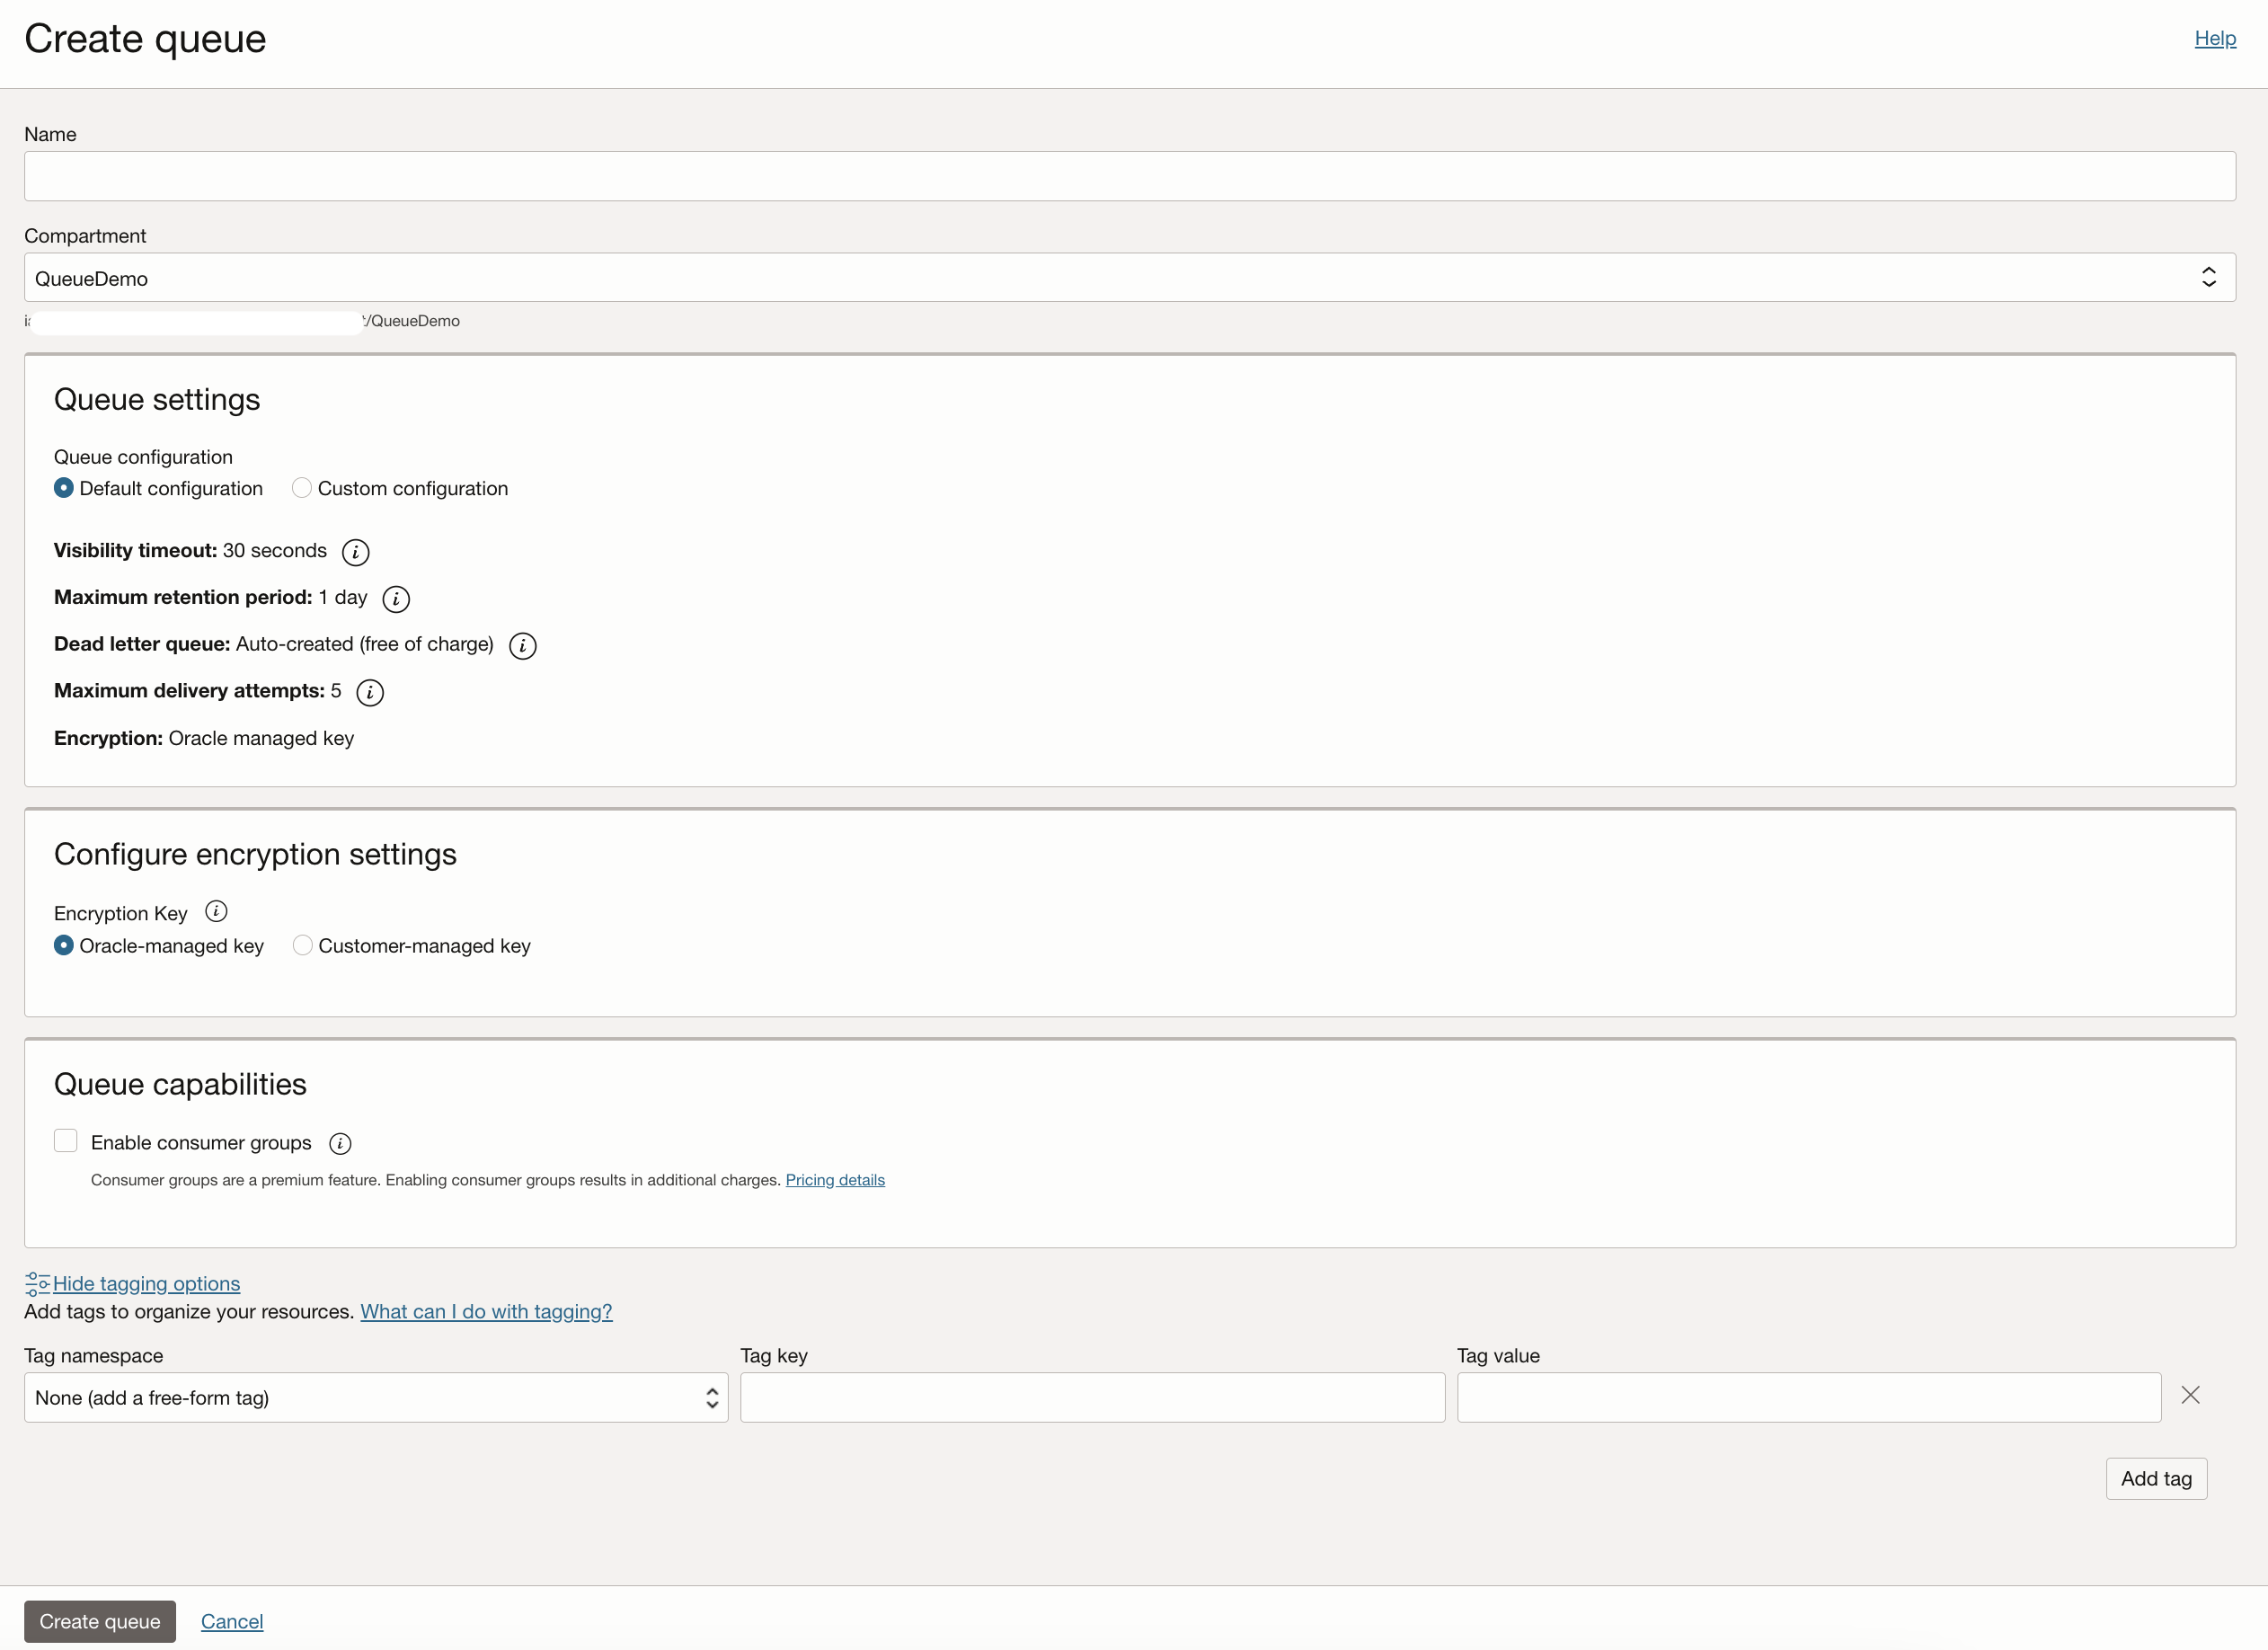 Create queue
Help
Name
Compartment
QueueDemo
/QueueDemo
Queue settings
Queue configuration
Default configuration Custom configuration
Visibility timeout: 30 seconds
Maximum retention period: 1 day
Dead letter queue: Auto-created (free of charge)
Maximum delivery attempts: 5
Encryption: Oracle managed key
Configure encryption settings
Encryption Key
Oracle-managed key Customer-managed key
Queue capabilities
Enable consumer groups
Consumer groups are a premium feature. Enabling consumer groups results in additional charges. Pricing details
Hide tagging options
Add tags to organize your resources. What can I do with tagging?
Tag namespace Tag key Tag value
None (add a free-form tag)
Add tag
Create queue Cancel